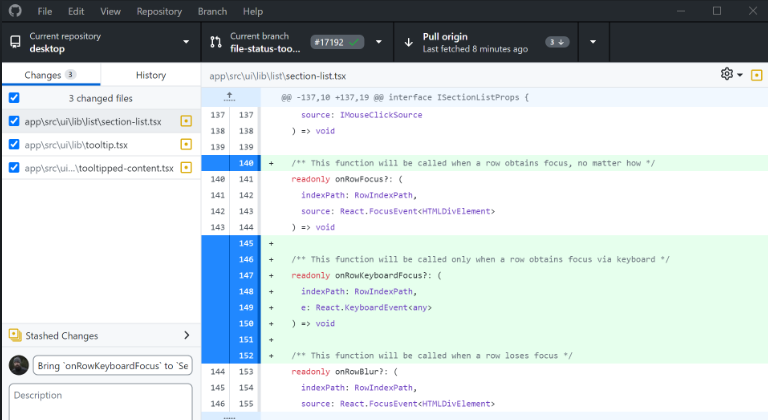 File Edit View Repository Branch Help
Current repository
desktop
Current branch
file-status-too...
#17192
Pull origin
Last fetched 8 minutes ago
3
Changes 3
History
3 changed files
app\src\ui\lib\list\section-list.tsx
app\src\ui\lib\tooltip.tsx
app\src\ui...\tooltipped-content.tsx
Stashed Changes
Bring `onRowKeyboardFocus` to `Se
Description
app\src\ui\lib\list\section-list.tsx
@@ -137,10 +137,19 @@ interface ISectionListProps {
137 137 source: IMouseClickSource
138 138 ) => void
139 139
140 + /** This function will be called when a row obtains focus, no matter how */
140 141 readonly onRowFocus?: (
141 142 indexPath: RowIndexPath,
142 143 source: React.FocusEvent<HTMLDivElement>
143 144 ) => void
145 +
146 + /** This function will be called only when a row obtains focus via keyboard */
147 + readonly onRowKeyboardFocus?: (
148 + indexPath: RowIndexPath,
149 + e: React.KeyboardEvent<any>
150 + ) => void
151 +
152 + /** This function will be called when a row loses focus */
144 153 readonly onRowBlur?: (
145 154 indexPath: RowIndexPath,
146 155 source: React.FocusEvent<HTMLDivElement>